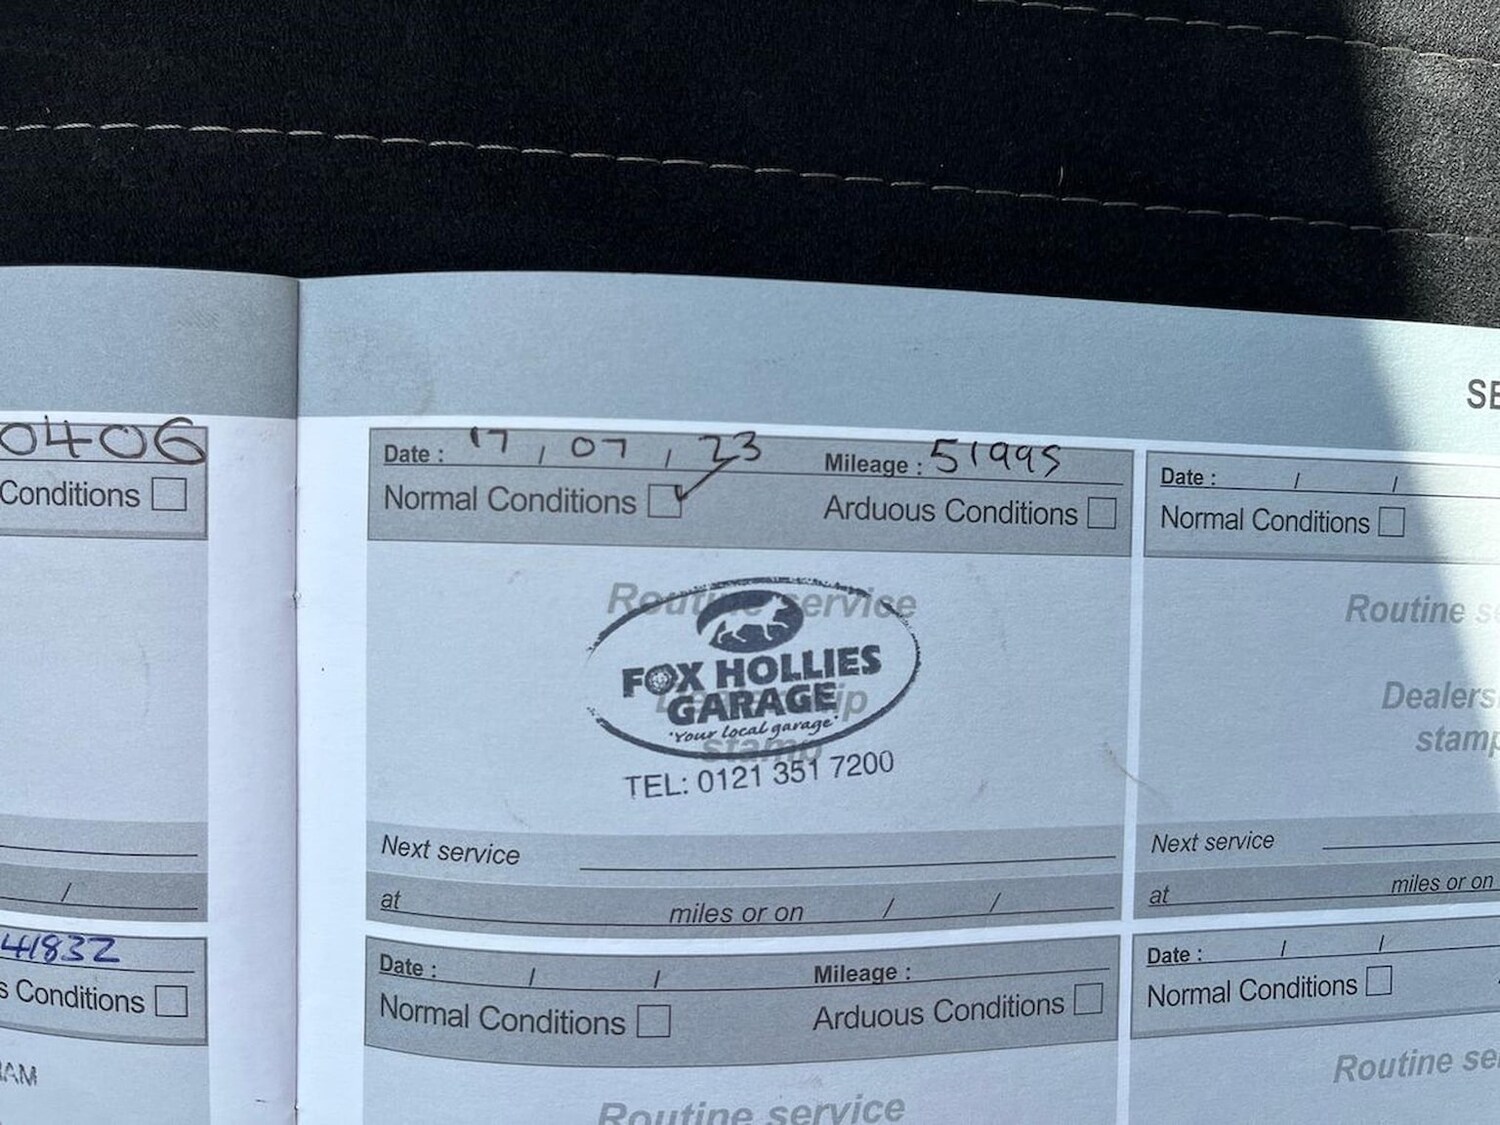 0406
Conditions
/
41832
s Conditions
RAM
SE
Date : 17 / 07 / 23 Mileage : 51995
Normal Conditions Arduous Conditions
Routine service
FOX HOLLIES
GARAGE
'Your local garage'
stamp
TEL: 0121 351 7200
Next service
at miles or on / /
Date : / / Mileage :
Normal Conditions Arduous Conditions
Routine service
Date : / /
Normal Conditions
Routine s
Dealers
stamp
Next service
at miles or on
Date : / /
Normal Conditions
Routine se